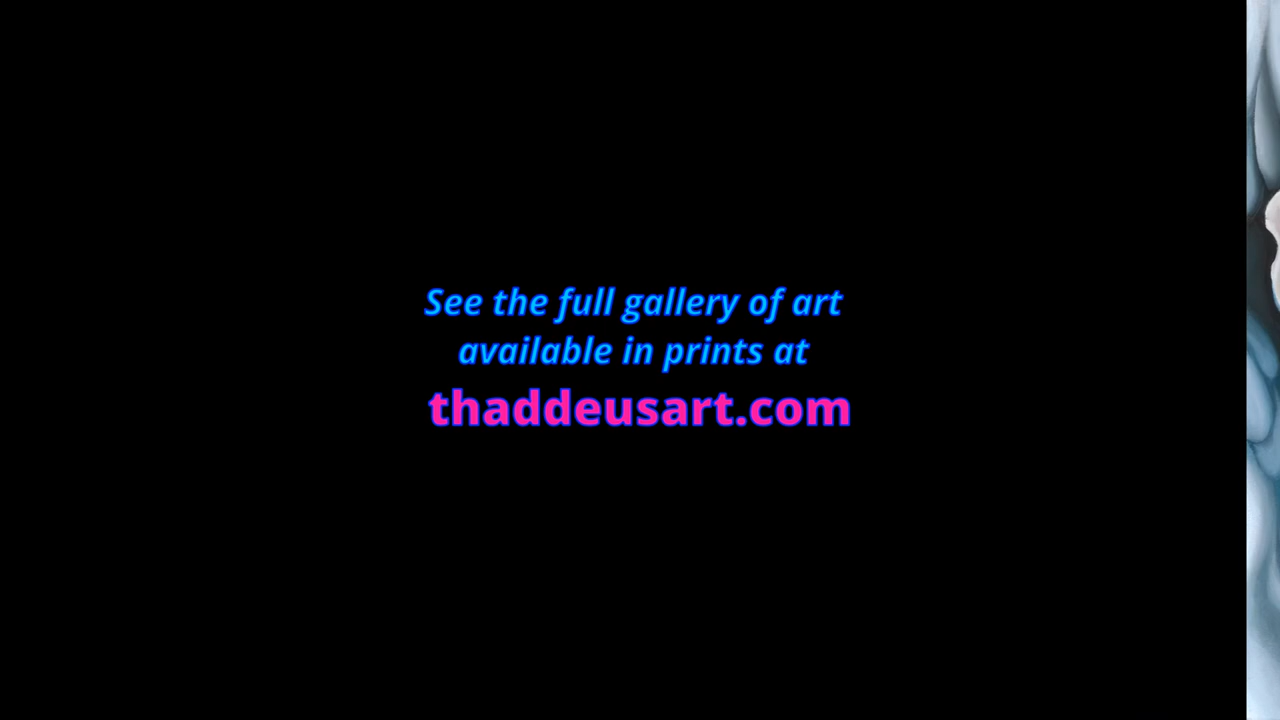 See the full gallery of art
available in prints at
thaddeusart.com